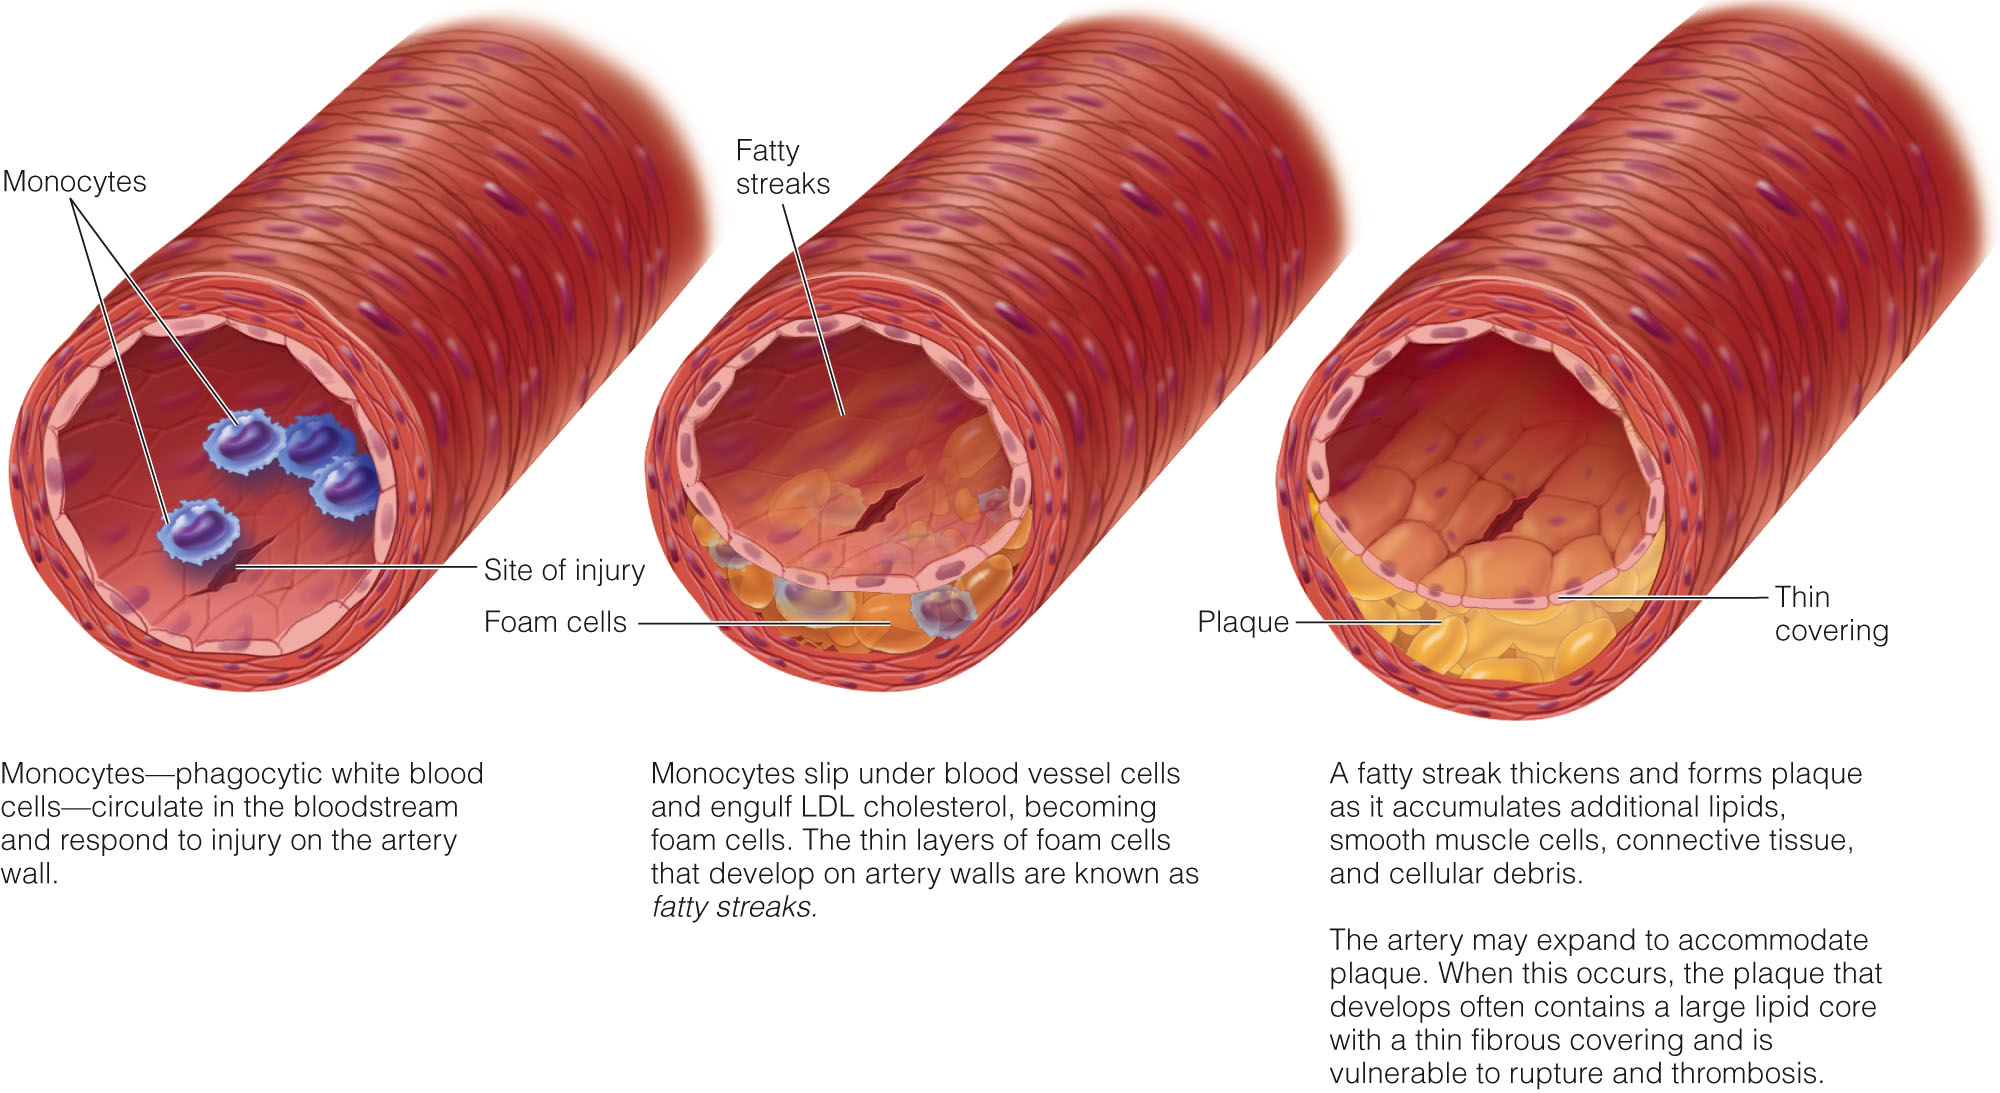 Monocytes
Fatty
streaks
Site of injury
Foam cells
Plaque
Thin
covering
Monocytes—phagocytic white blood
cells—circulate in the bloodstream
and respond to injury on the artery
wall.
Monocytes slip under blood vessel cells
and engulf LDL cholesterol, becoming
foam cells. The thin layers of foam cells
that develop on artery walls are known as
fatty streaks.
A fatty streak thickens and forms plaque
as it accumulates additional lipids,
smooth muscle cells, connective tissue,
and cellular debris.
The artery may expand to accommodate
plaque. When this occurs, the plaque that
develops often contains a large lipid core
with a thin fibrous covering and is
vulnerable to rupture and thrombosis.